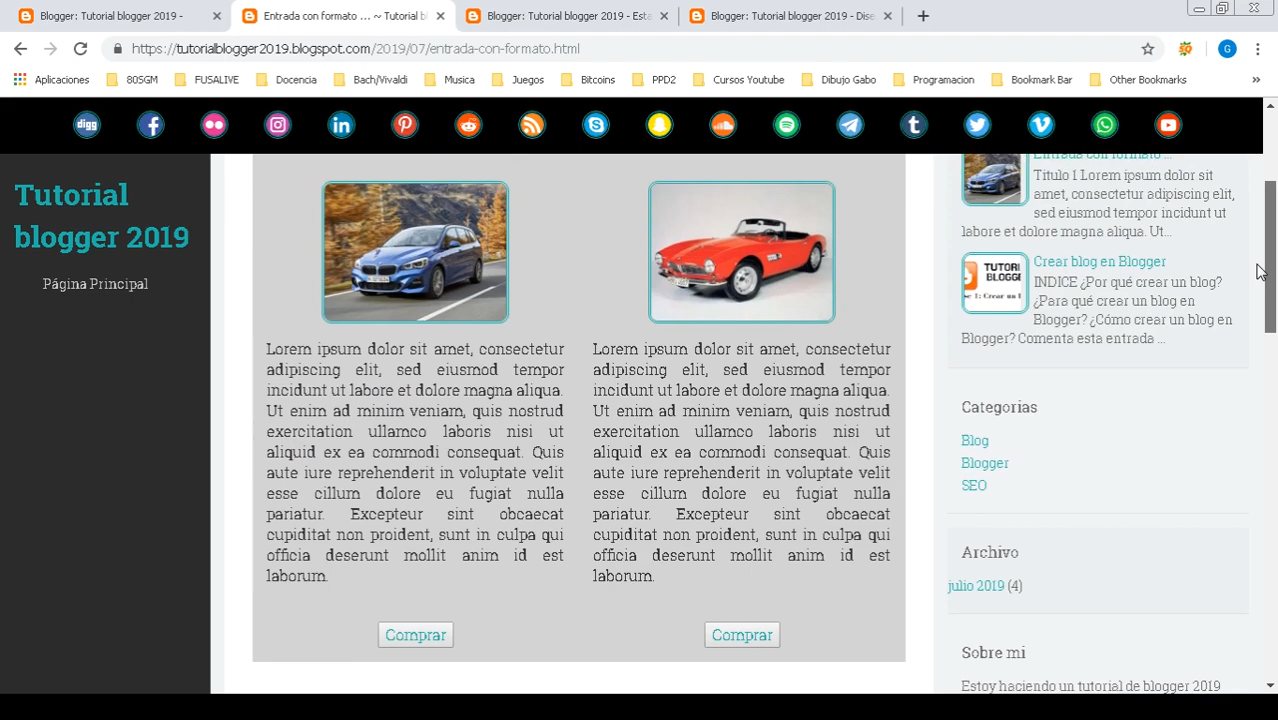 Blogger: Tutorial blogger 2019 -
Entrada con formato ... ~ Tutorial bl
Blogger: Tutorial blogger 2019 - Esta
Blogger: Tutorial blogger 2019 - Dise
https://tutorialblogger2019.blogspot.com/2019/07/entrada-con-formato.html
G
Aplicaciones
80SGM
FUSALIVE
Docencia
Bach/Vivaldi
Musica
Juegos
Bitcoins
PPD2
Cursos Youtube
Dibujo Gabo
Programacion
Bookmark Bar
Other Bookmarks
digg
Tutorial
blogger 2019
Página Principal
Lorem ipsum dolor sit amet, consectetur
adipiscing elit, sed eiusmod tempor
incidunt ut labore et dolore magna aliqua.
Ut enim ad minim veniam, quis nostrud
exercitation ullamco laboris nisi ut
aliquid ex ea commodi consequat. Quis
aute iure reprehenderit in voluptate velit
esse cillum dolore eu fugiat nulla
pariatur. Excepteur sint obcaecat
cupiditat non proident, sunt in culpa qui
officia deserunt mollit anim id est
laborum.
Comprar
Lorem ipsum dolor sit amet, consectetur
adipiscing elit, sed eiusmod tempor
incidunt ut labore et dolore magna aliqua.
Ut enim ad minim veniam, quis nostrud
exercitation ullamco laboris nisi ut
aliquid ex ea commodi consequat. Quis
aute iure reprehenderit in voluptate velit
esse cillum dolore eu fugiat nulla
pariatur. Excepteur sint obcaecat
cupiditat non proident, sunt in culpa qui
officia deserunt mollit anim id est
laborum.
Comprar
Entrada con formato ...
Titulo 1 Lorem ipsum dolor sit
amet, consectetur adipiscing elit,
sed eiusmod tempor incidunt ut
labore et dolore magna aliqua. Ut...
Crear blog en Blogger
INDICE ¿Por qué crear un blog?
¿Para qué crear un blog en
Blogger? ¿Cómo crear un blog en
Blogger? Comenta esta entrada ...
Categorias
Blog
Blogger
SEO
Archivo
julio 2019 (4)
Sobre mi
Estoy haciendo un tutorial de blogger 2019